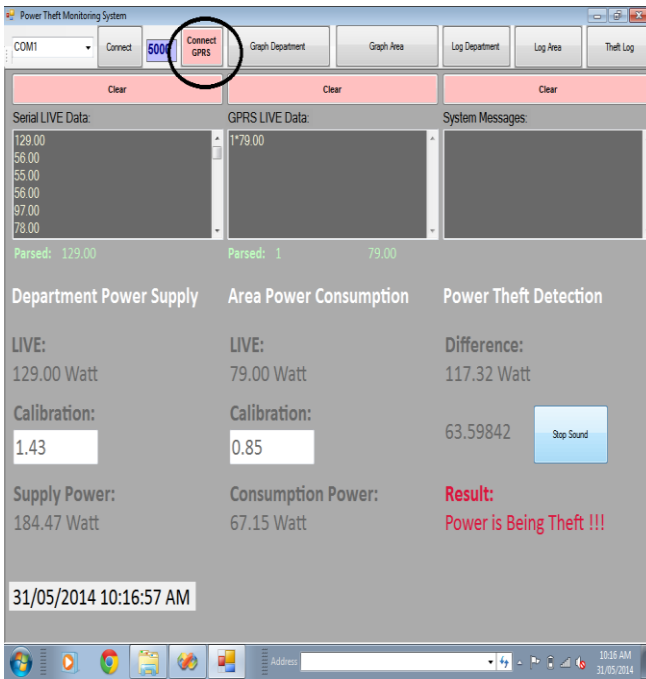 Power Theft Monitoring System
COM1 Connect 5000 Connect GPRS Graph Department Graph Area Log Department Log Area Theft Log
Clear Clear Clear
Serial LIVE Data: GPRS LIVE Data: System Messages:
129.00 1*79.00
56.00
55.00
56.00
97.00
78.00
Parsed: 129.00 Parsed: 1 79.00
Department Power Supply Area Power Consumption Power Theft Detection
LIVE: LIVE: Difference:
129.00 Watt 79.00 Watt 117.32 Watt
Calibration: Calibration:
1.43 0.85 63.59842 Stop Sound
Supply Power: Consumption Power: Result:
184.47 Watt 67.15 Watt Power is Being Theft !!!
31/05/2014 10:16:57 AM
Address 10:16 AM
31/05/2014